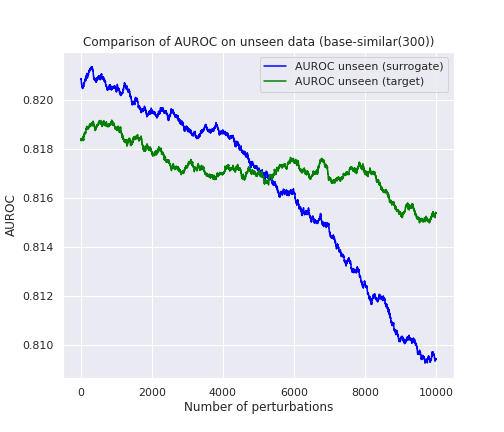 Comparison of AUROC on unseen data (base-similar(300))
AUROC unseen (surrogate)
AUROC unseen (target)
AUROC
0.820
0.818
0.816
0.814
0.812
0.810
0 2000 4000 6000 8000 10000
Number of perturbations